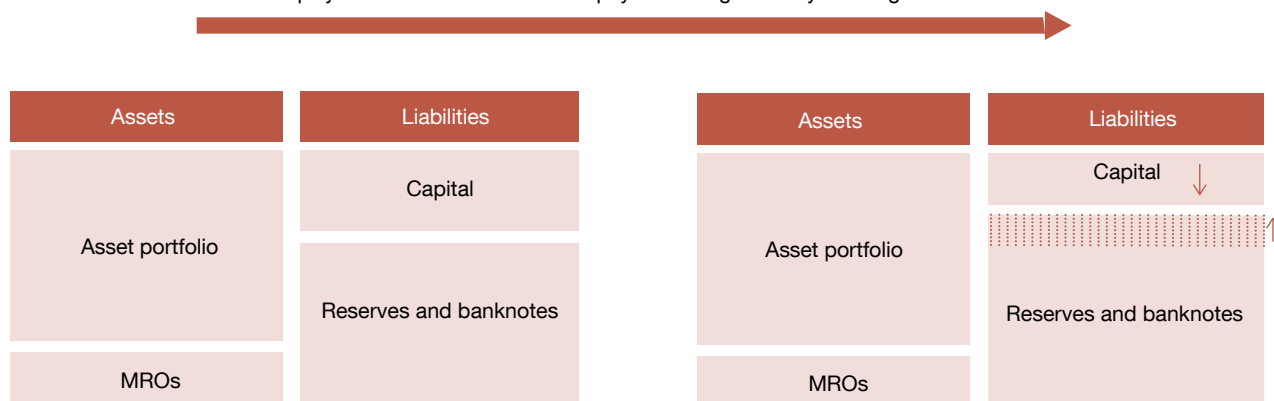 Assets
Liabilities
Capital
Asset portfolio
Reserves and banknotes
MROs
Assets
Liabilities
Capital
Asset portfolio
Reserves and banknotes
MROs